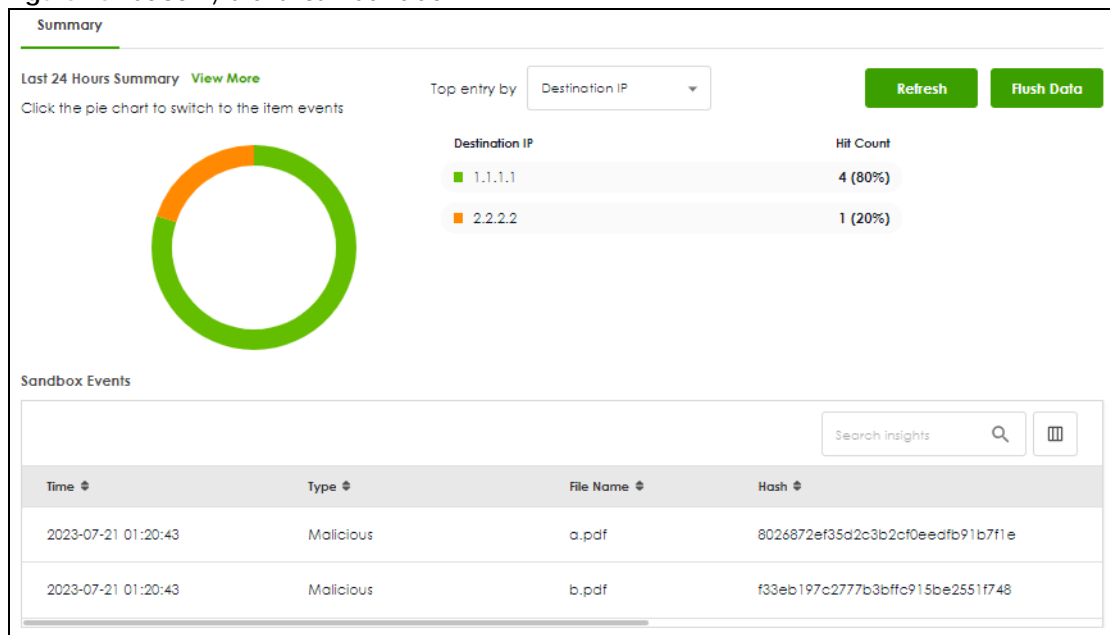 Summary
Last 24 Hours Summary View More
Click the pie chart to switch to the item events
Top entry by Destination IP
Refresh
Flush Data
Destination IP Hit Count
1.1.1.1 4 (80%)
2.2.2.2 1 (20%)
Sandbox Events
Search insights
Time Type File Name Hash
2023-07-21 01:20:43 Malicious a.pdf 8026872ef35d2c3b2cf0eedfb91b7f1e
2023-07-21 01:20:43 Malicious b.pdf f33eb197c2777b3bffc915be2551f748